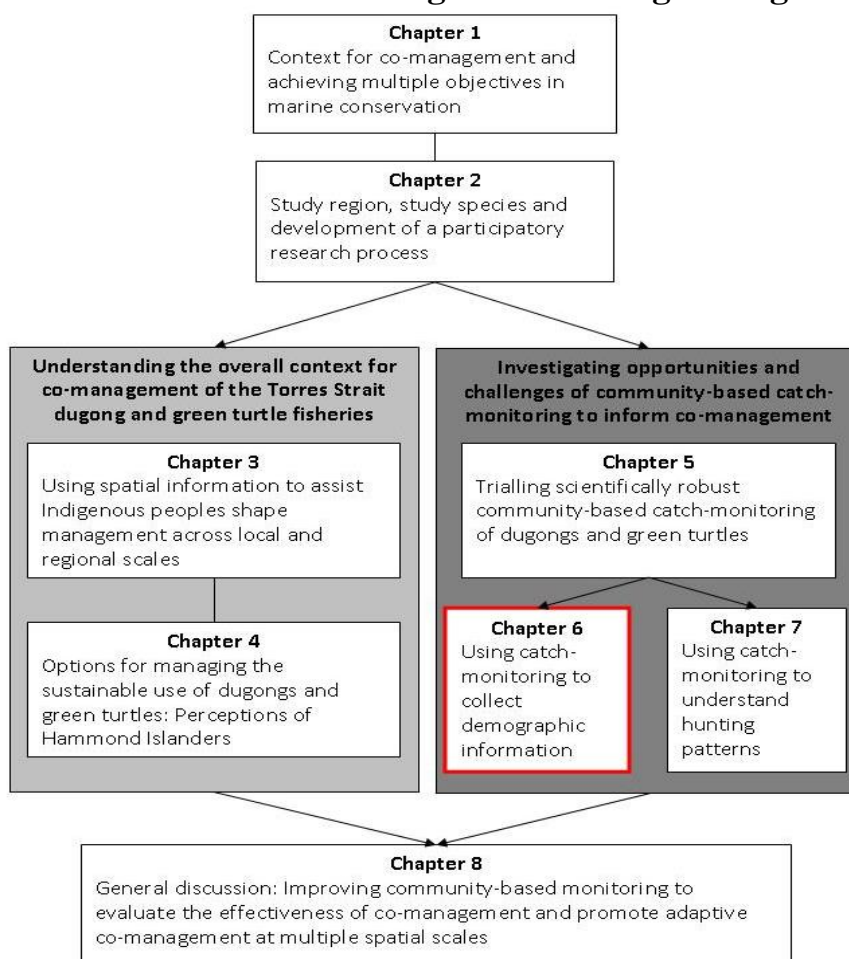 Chapter 1
Context for co-management and
achieving multiple objectives in
marine conservation
Chapter 2
Study region, study species and
development of a participatory
research process
Understanding the overall context for
co-management of the Torres Strait
dugong and green turtle fisheries
Chapter 3
Using spatial information to assist
Indigenous peoples shape
management across local and
regional scales
Chapter 4
Options for managing the
sustainable use of dugongs and
green turtles: Perceptions of
Hammond Islanders
Investigating opportunities and
challenges of community-based catch-
monitoring to inform co-management
Chapter 5
Trialling scientifically robust
community-based catch-monitoring
of dugongs and green turtles
Chapter 6
Using catch-
monitoring to
collect
demographic
information
Chapter 7
Using catch-
monitoring to
understand
hunting
patterns
Chapter 8
General discussion: Improving community-based monitoring to
evaluate the effectiveness of co-management and promote adaptive
co-management at multiple spatial scales